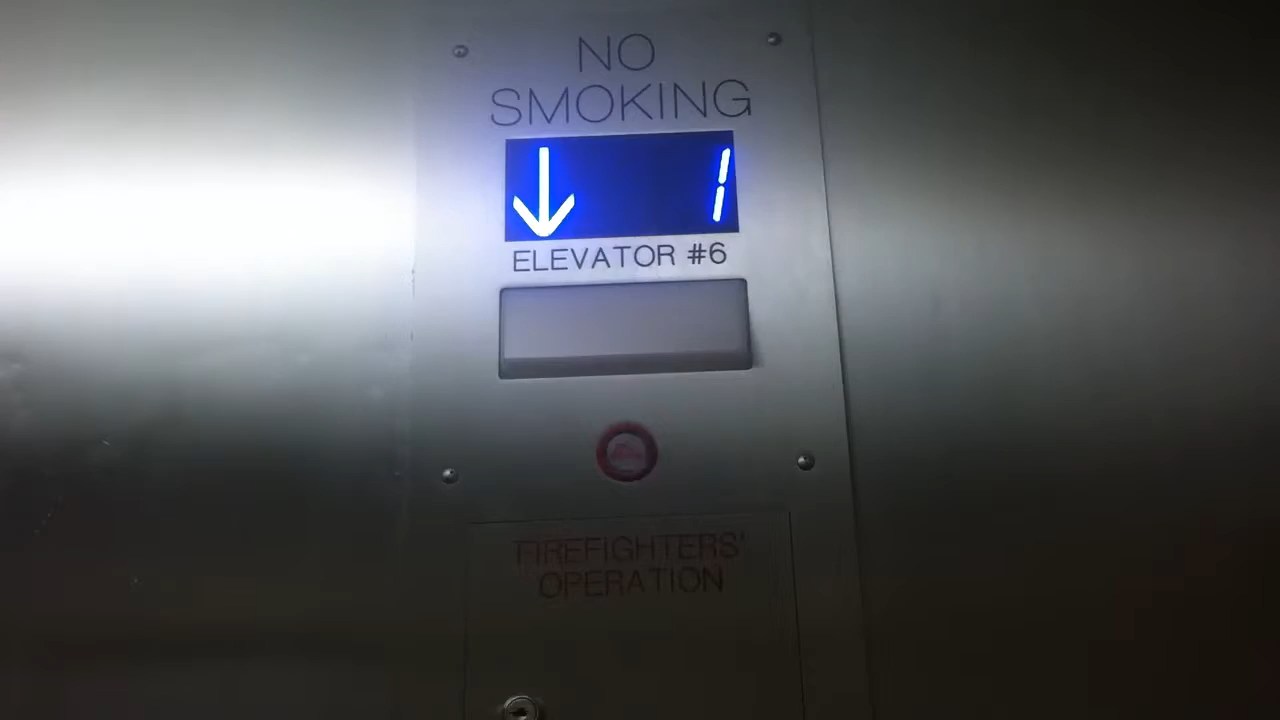 NO
SMOKING
↓ 1
ELEVATOR #6
FIREFIGHTERS'
OPERATION